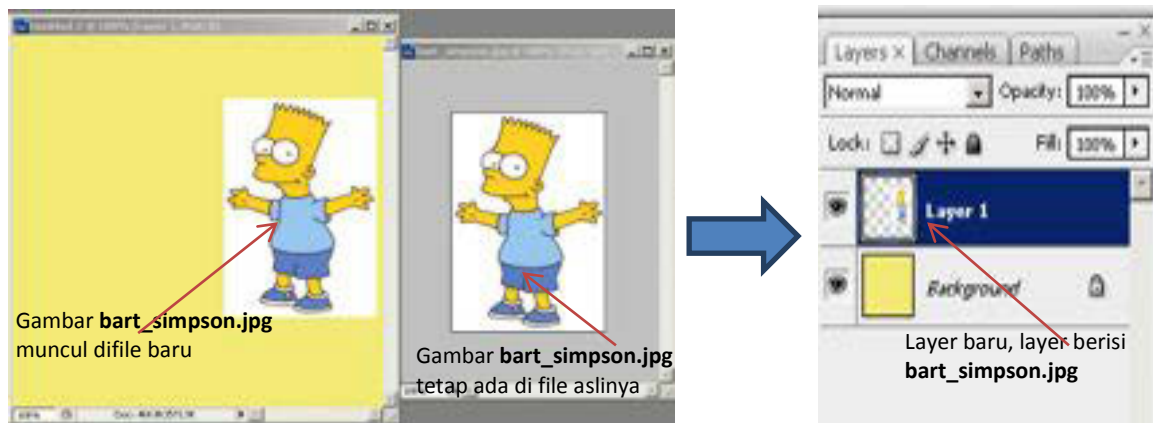 Gambar bart_simpson.jpg
muncul difile baru
Gambar bart_simpson.jpg
tetap ada di file aslinya
Layers × Channels Paths
Normal Opacity: 100%
Lock: Fill: 100%
Layer 1
Background
Layer baru, layer berisi
bart_simpson.jpg